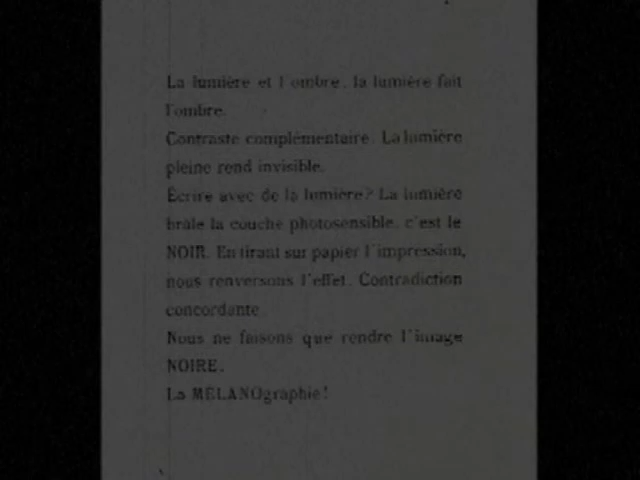 La lumière et l'ombre, la lumière fait
l'ombre.
Contraste complémentaire. La lumière
pleine rend invisible.
Ecrire avec de la lumière? La lumière
brûle la couche photosensible, c'est le
NOIR. En tirant sur papier l'impression,
nous renversons l'effet. Contradiction
concordante.
Nous ne faisons que rendre l'image
NOIRE.
La MÉLANOgraphie!